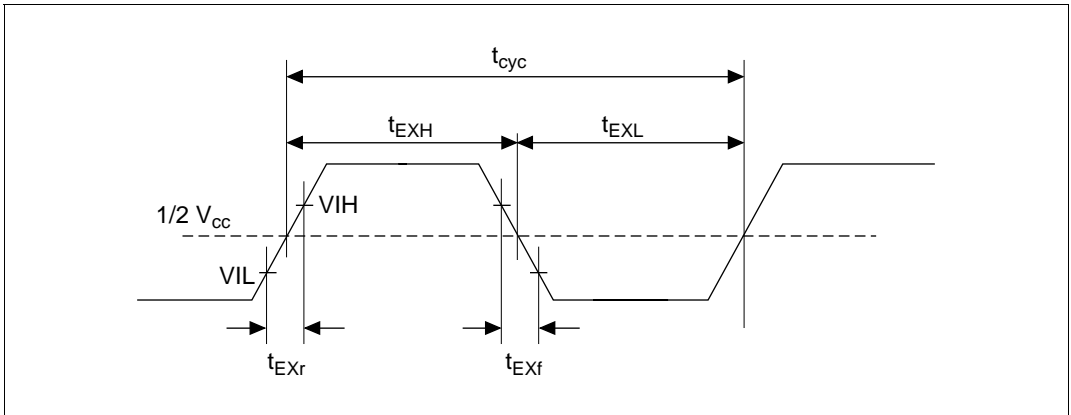 tcyc
tEXH
tEXL
VIH
1/2 Vcc
VIL
tEXr
tEXf